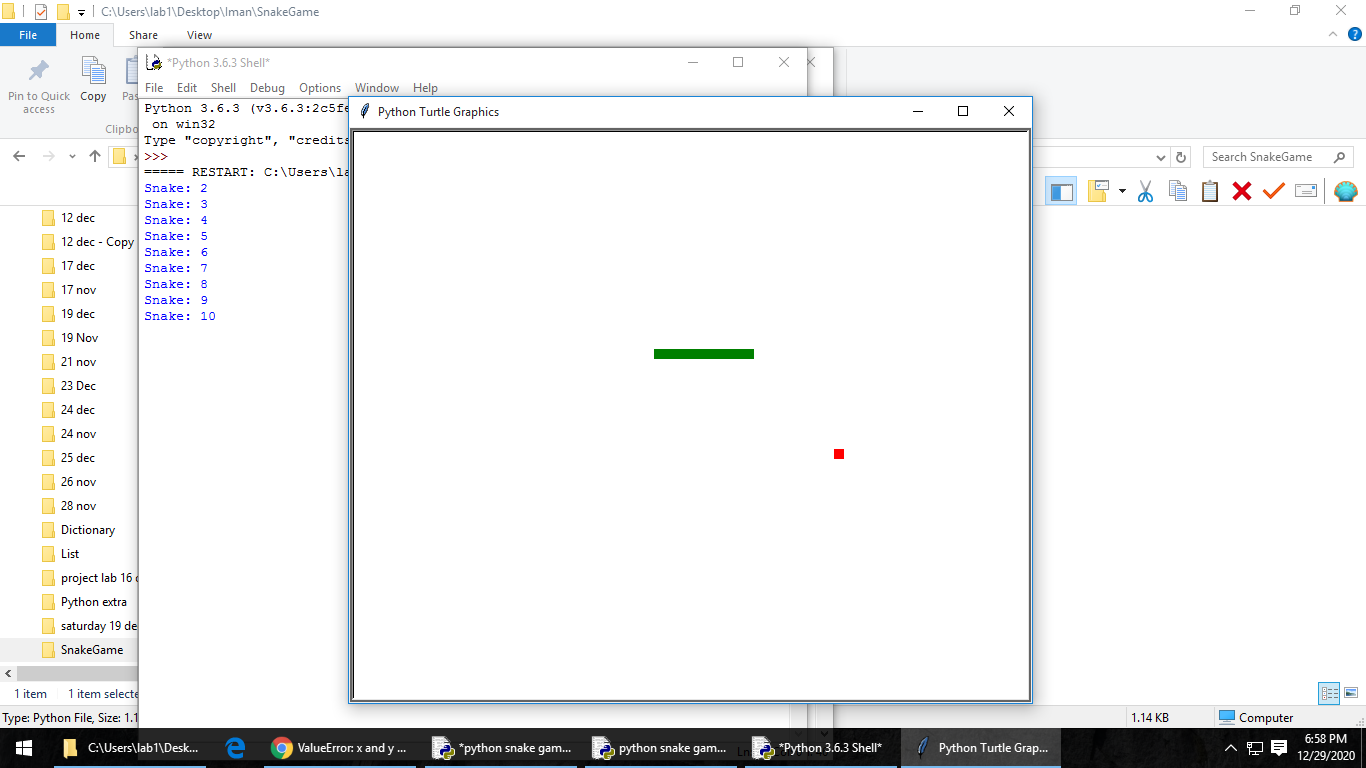 C:\Users\lab1\Desktop\Iman\SnakeGame
File Home Share View
Pin to Quick access
Copy
Clipbo
*Python 3.6.3 Shell*
File Edit Shell Debug Options Window Help
Python 3.6.3 (v3.6.3:2c5fe
on win32
Type "copyright", "credits
>>>
===== RESTART: C:\Users\la
Snake: 2
Snake: 3
Snake: 4
Snake: 5
Snake: 6
Snake: 7
Snake: 8
Snake: 9
Snake: 10
Python Turtle Graphics
Search SnakeGame
12 dec
12 dec - Copy
17 dec
17 nov
19 dec
19 Nov
21 nov
23 Dec
24 dec
24 nov
25 dec
26 nov
28 nov
Dictionary
List
project lab 16
Python extra
saturday 19 de
SnakeGame
1 item 1 item selecte
Type: Python File, Size: 1.1
1.14 KB Computer
C:\Users\lab1\Desk...
ValueError: x and y ...
*python snake gam...
python snake gam...
*Python 3.6.3 Shell*
Python Turtle Grap...
6:58 PM
12/29/2020